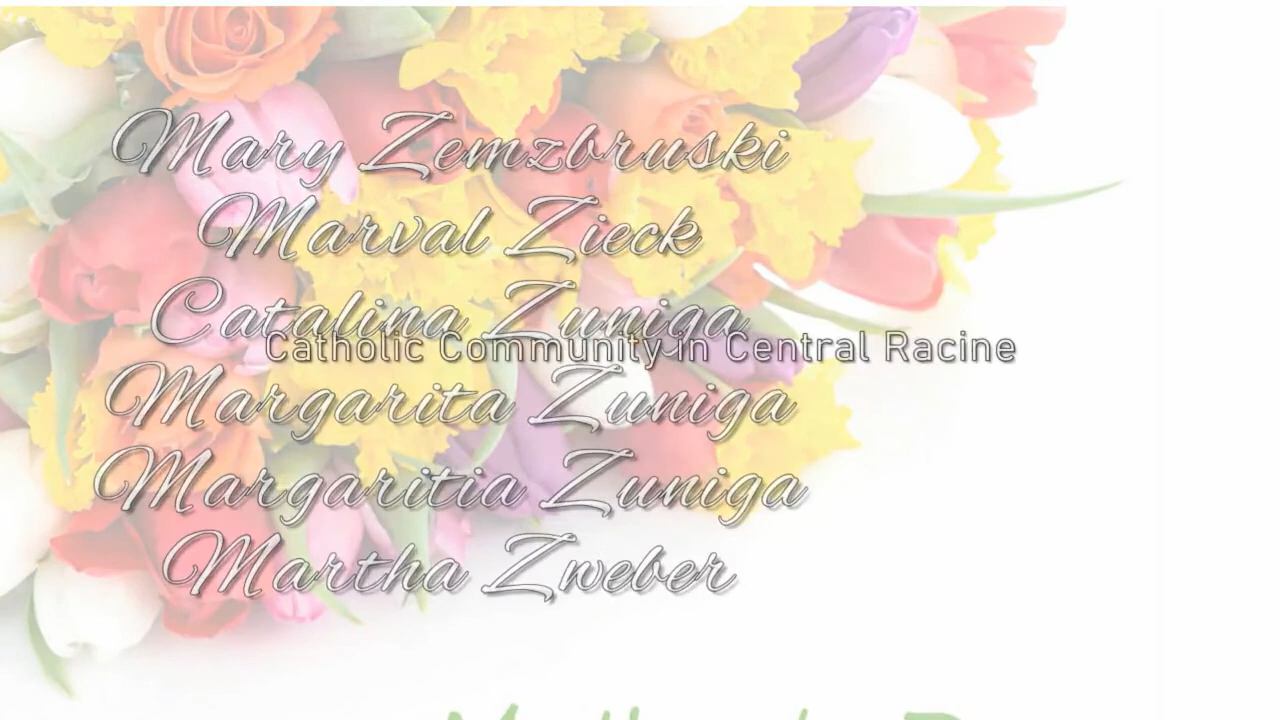 Mary Zemzbruski
Marval Zieck
Catalina Zuniga
Catholic Community in Central Racine
Margarita Zuniga
Margaritia Zuniga
Martha Zweber